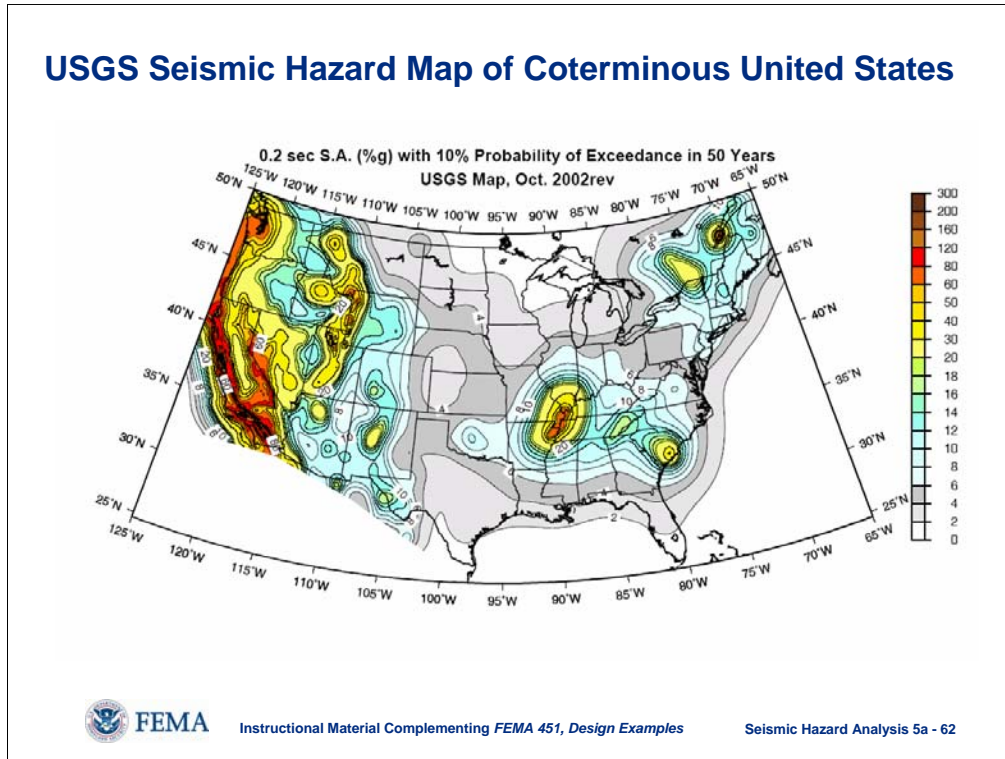 USGS Seismic Hazard Map of Coterminous United States
0.2 sec S.A. (%g) with 10% Probability of Exceedance in 50 Years
USGS Map, Oct. 2002rev
125°W
120°W
115°W
110°W
105°W
100°W
95°W
90°W
85°W
80°W
75°W
70°W
65°W
50°N
45°N
40°N
35°N
30°N
25°N
50°N
45°N
40°N
35°N
30°N
25°N
125°W
120°W
115°W
110°W
105°W
100°W
95°W
90°W
85°W
80°W
75°W
70°W
65°W
300
200
160
120
80
60
50
40
30
20
18
16
14
12
10
8
6
4
2
0
FEMA
Instructional Material Complementing FEMA 451, Design Examples
Seismic Hazard Analysis 5a - 62